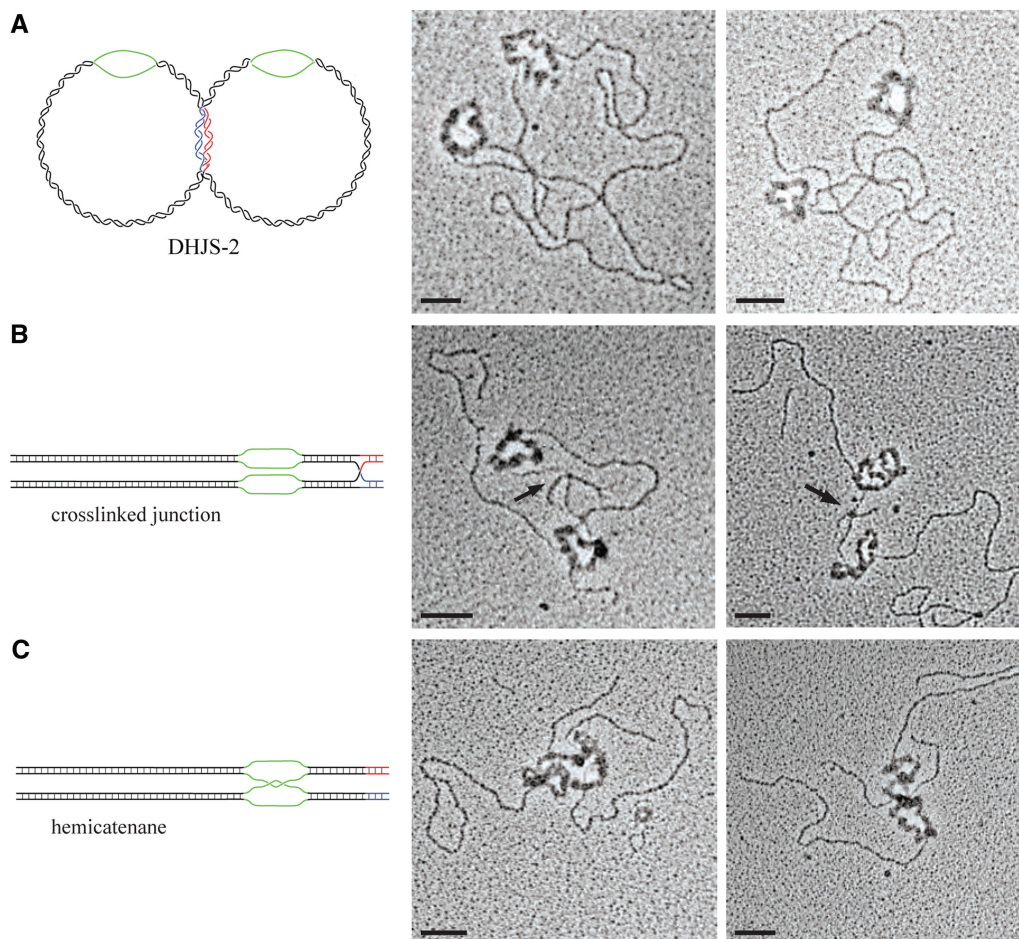 A
DHJS-2
B
crosslinked junction
C
hemicatenane